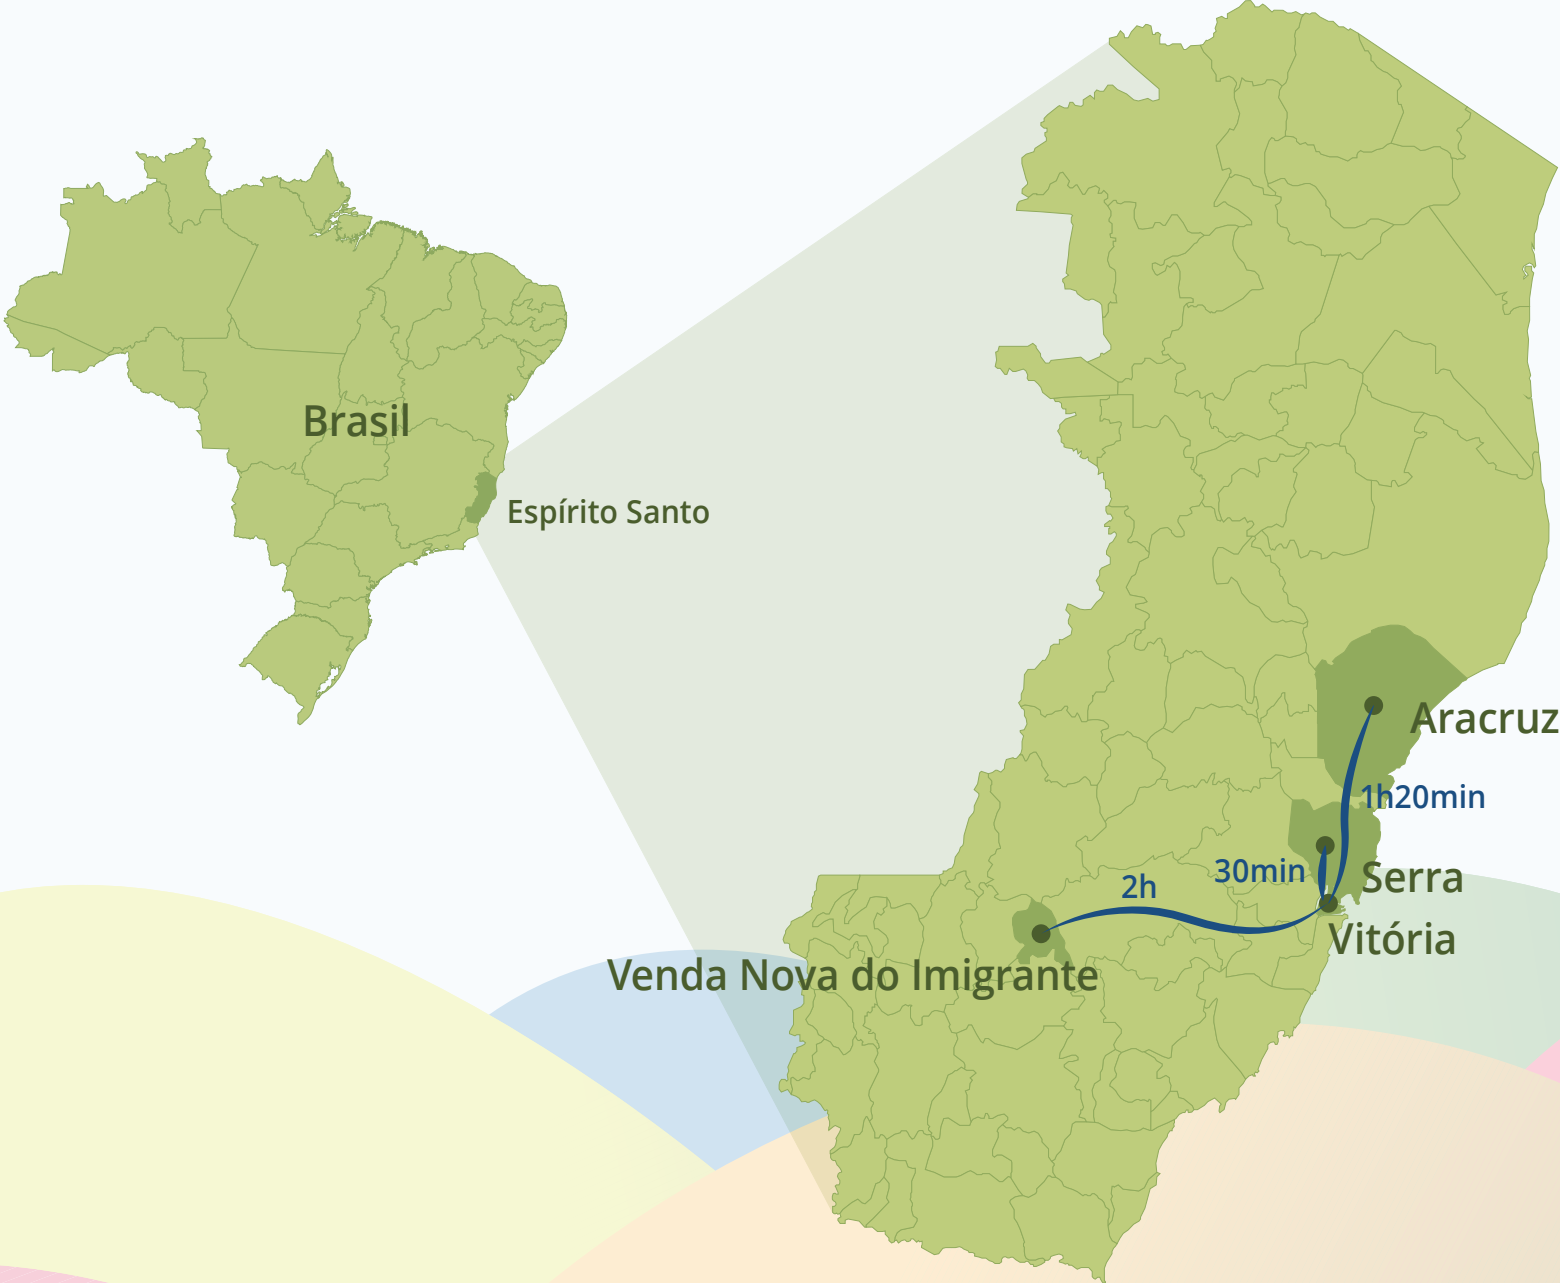 Brasil
Espírito Santo
Aracruz
1h20min
30min
Serra
2h
Vitória
Venda Nova do Imigrante